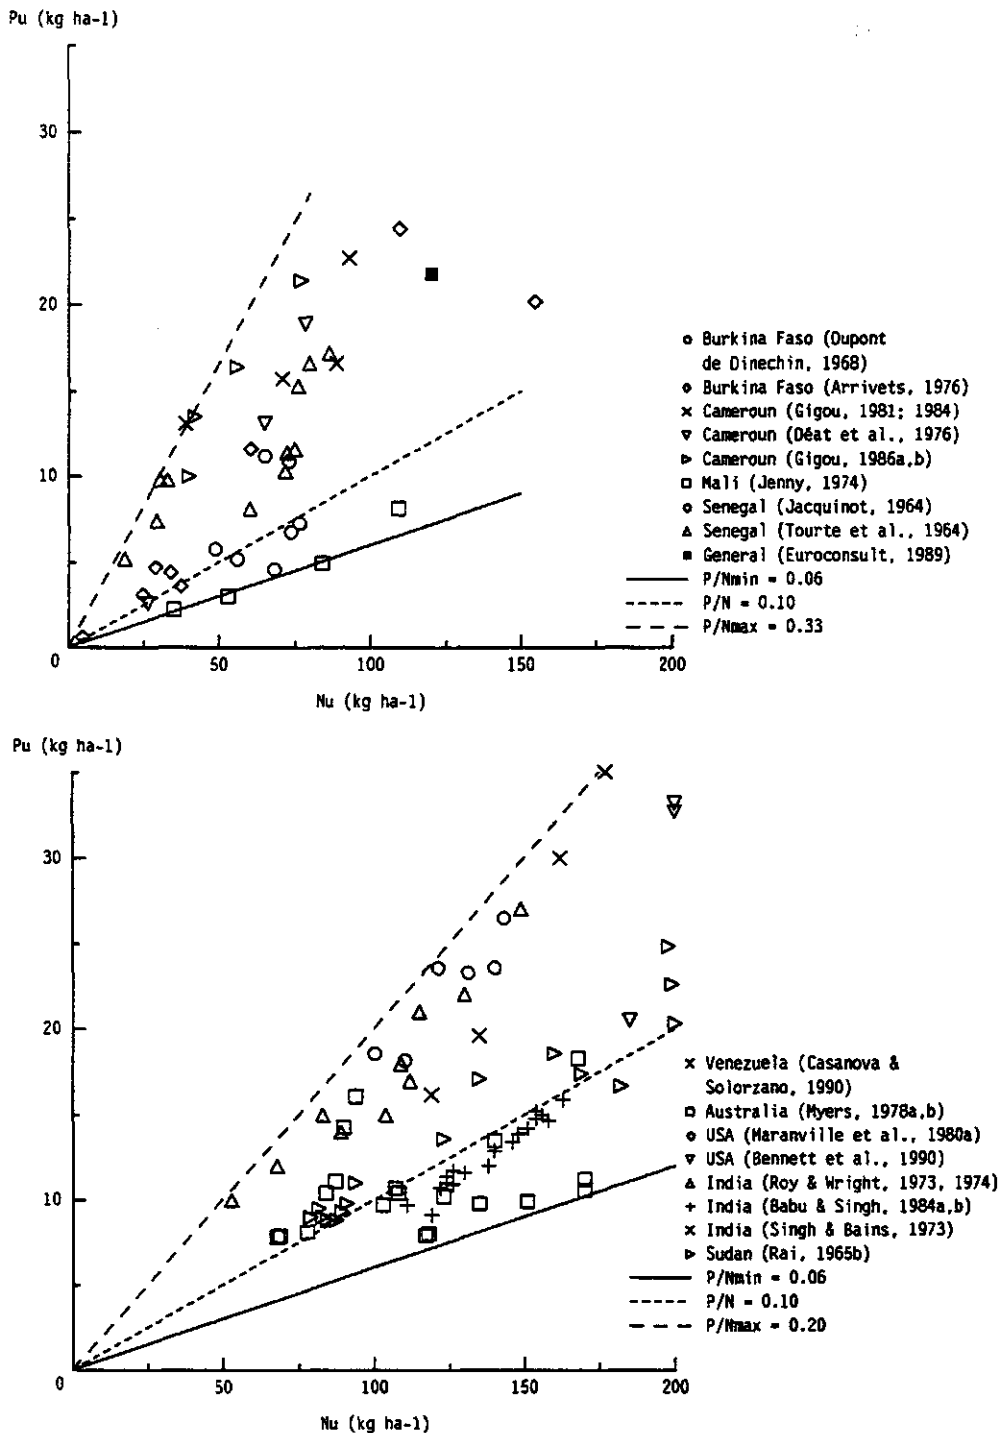 Pu (kg ha-1)
30
20
10
0
50
100
150
200
Nu (kg ha-1)
Burkina Faso (Dupont
de Dinechin, 1968)
Burkina Faso (Arrivets, 1976)
Cameroun (Gigou, 1981; 1984)
Cameroun (Déat et al., 1976)
Cameroun (Gigou, 1986a,b)
Mali (Jenny, 1974)
Senegal (Jacquinot, 1964)
Senegal (Tourte et al., 1964)
General (Euroconsult, 1989)
P/Nmin = 0.06
P/N = 0.10
P/Nmax = 0.33
Pu (kg ha-1)
30
20
10
0
50
100
150
200
Nu (kg ha-1)
Venezuela (Casanova &
Solorzano, 1990)
Australia (Myers, 1978a,b)
USA (Maranville et al., 1980a)
USA (Bennett et al., 1990)
India (Roy & Wright, 1973, 1974)
India (Babu & Singh, 1984a,b)
India (Singh & Bains, 1973)
Sudan (Rai, 1965b)
P/Nmin = 0.06
P/N = 0.10
P/Nmax = 0.20